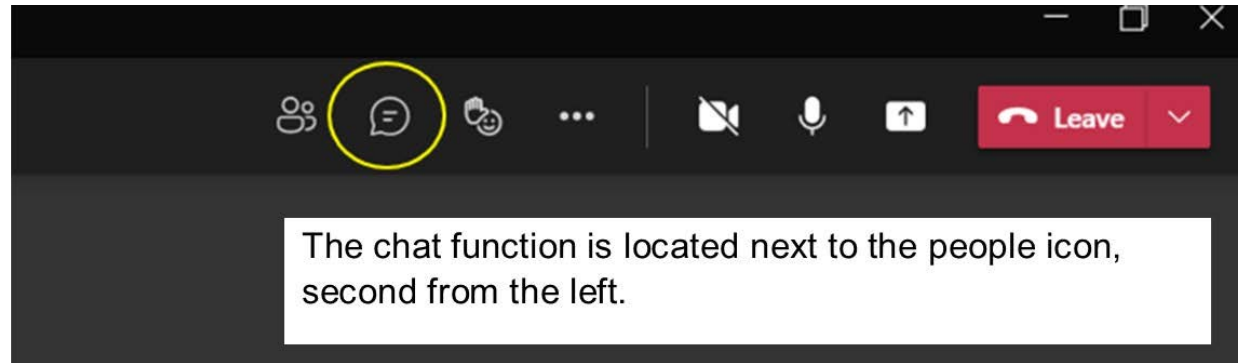 Leave
The chat function is located next to the people icon,
second from the left.